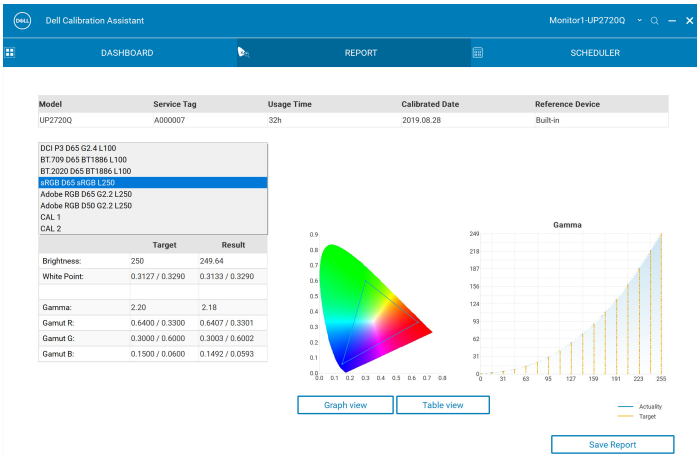 DELL Dell Calibration Assistant Monitor1-UP2720Q
DASHBOARD REPORT SCHEDULER
Model Service Tag Usage Time Calibrated Date Reference Device
UP2720Q A000007 32h 2019.08.28 Built-in
DCI P3 D65 G2.4 L100
BT.709 D65 BT1886 L100
BT.2020 D65 BT1886 L100
sRGB D65 sRGB L250
Adobe RGB D65 G2.2 L250
Adobe RGB D50 G2.2 L250
CAL 1
CAL 2
Target Result
Brightness: 250 249.64
White Point: 0.3127 / 0.3290 0.3133 / 0.3290
Gamma: 2.20 2.18
Gamut R: 0.6400 / 0.3300 0.6407 / 0.3301
Gamut G: 0.3000 / 0.6000 0.3003 / 0.6002
Gamut B: 0.1500 / 0.0600 0.1492 / 0.0593
0.9
0.8
0.7
0.6
0.5
0.4
0.3
0.2
0.1
0.0
0.0 0.1 0.2 0.3 0.4 0.5 0.6 0.7 0.8
Gamma
249
218
187
156
124
93
62
31
0
0 31 63 95 127 159 191 223 255
Graph view Table view
Actuality
Target
Save Report